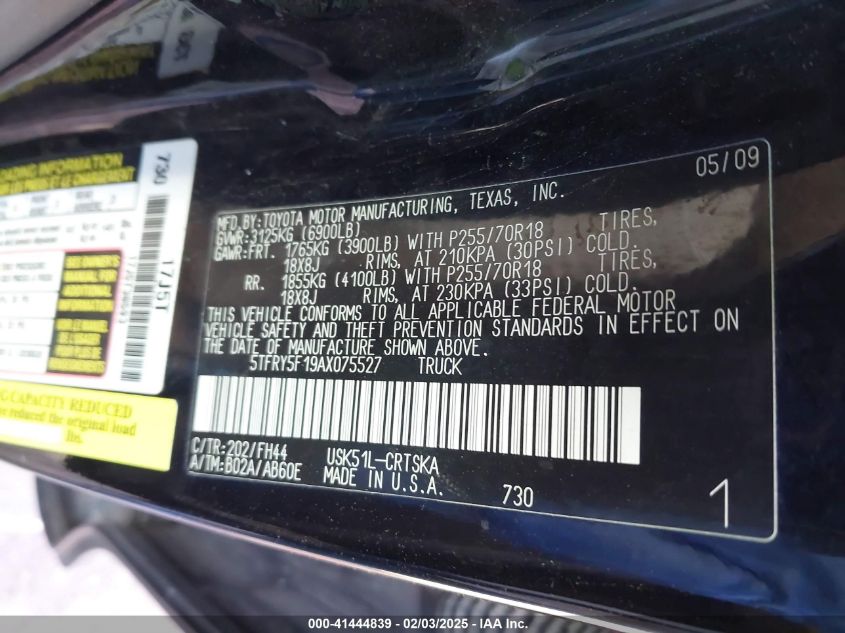 05/09
MFD.BY:TOYOTA MOTOR MANUFACTURING, TEXAS, INC.
GVWR:3125KG (6900LB)
GAWR:FRT. 1765KG (3900LB) WITH P255/70R18 TIRES,
18X8J RIMS, AT 210KPA (30PSI) COLD.
RR. 1855KG (4100LB) WITH P255/70R18 TIRES,
18X8J RIMS, AT 230KPA (33PSI) COLD.
THIS VEHICLE CONFORMS TO ALL APPLICABLE FEDERAL MOTOR
VEHICLE SAFETY AND THEFT PREVENTION STANDARDS IN EFFECT ON
THE DATE OF MANUFACTURE SHOWN ABOVE.
5TFRY5F19AX075527 TRUCK
C/TR:202/FH44 USK51L-CRTSKA
A/TM:B02A/AB60E MADE IN U.S.A. 730 1
LOADING INFORMATION
730
17J5T
SEE OWNER'S
MANUAL FOR
ADDITIONAL
INFORMATION
CAPACITY REDUCED
reduced original load
lbs.
000-41444839 - 02/03/2025 - IAA Inc.